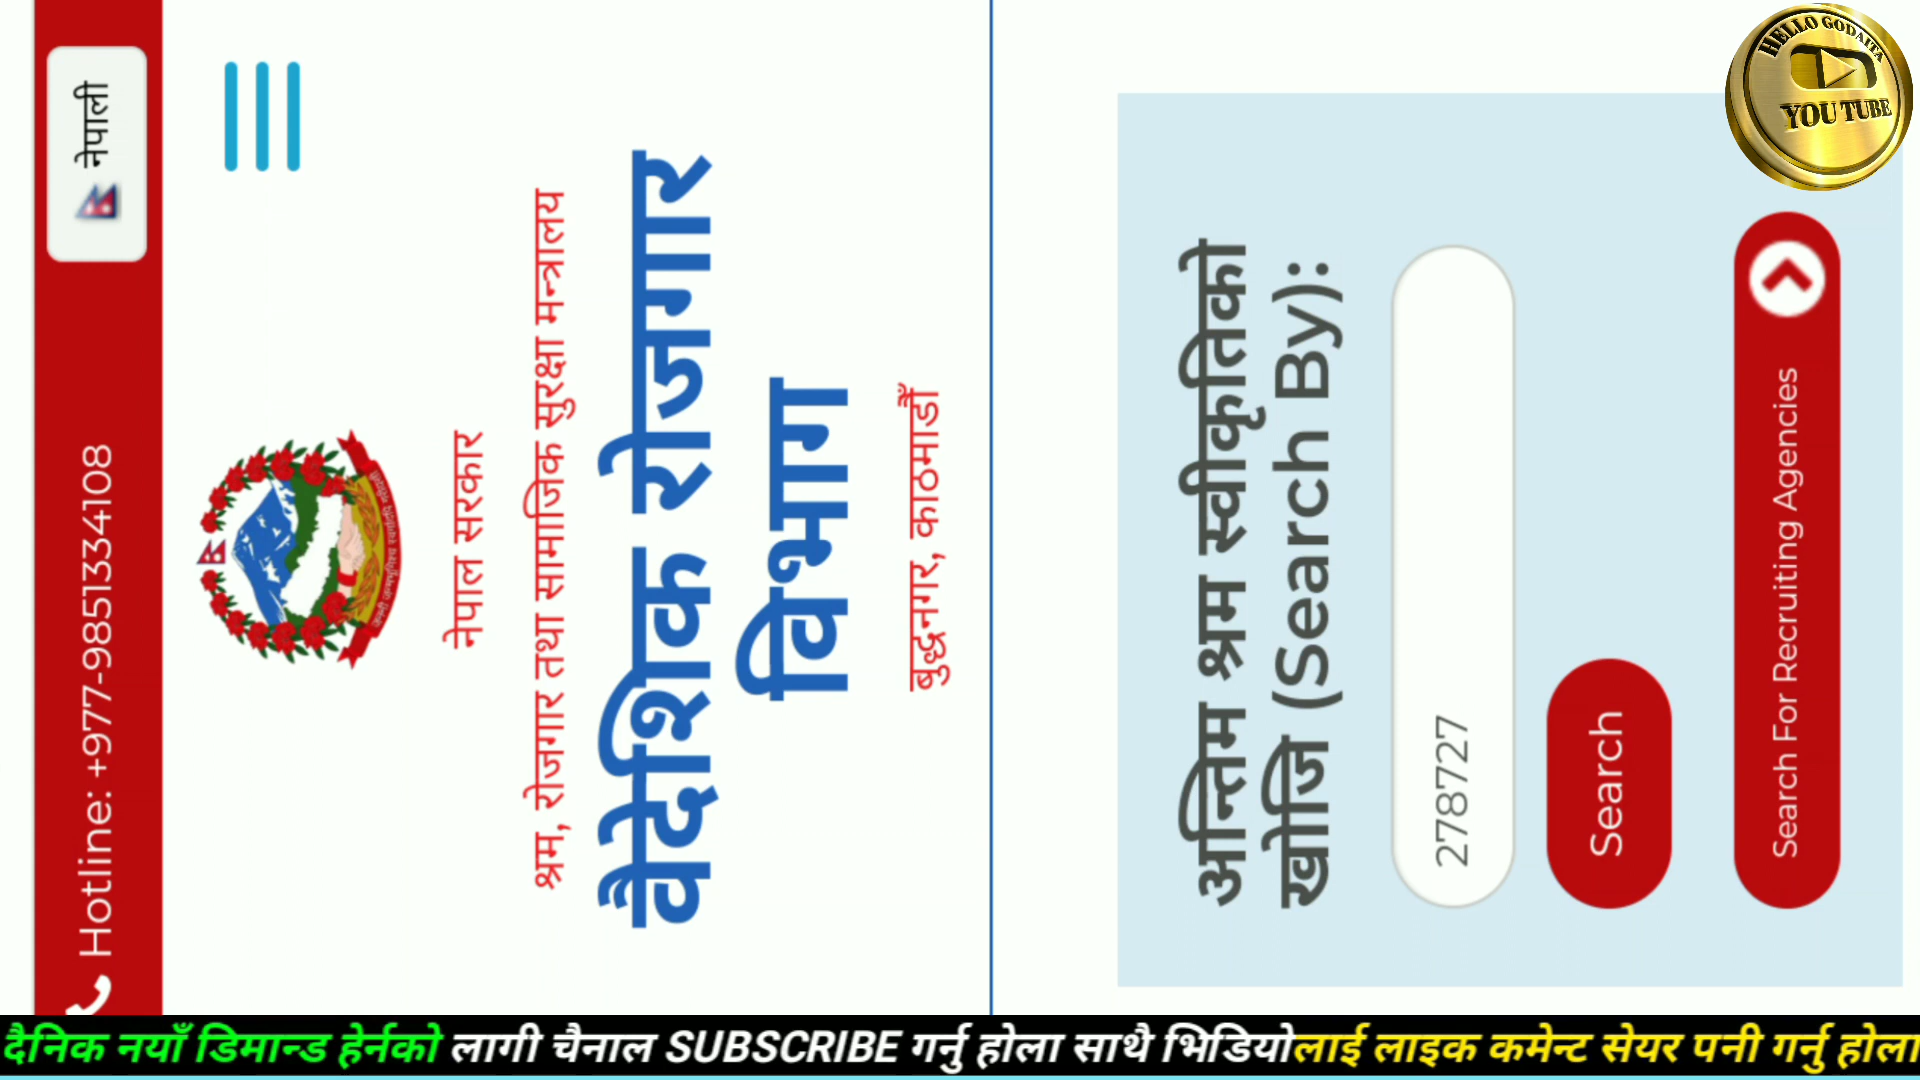 Hotline: +977-9851334108
नेपाली
नेपाल सरकार
श्रम, रोजगार तथा सामाजिक सुरक्षा मन्त्रालय
वैदेशिक रोजगार
विभाग
बुद्धनगर, काठमाडौँ
अन्तिम श्रम स्वीकृतिको
खोजि (Search By):
278727
Search
Search For Recruiting Agencies
HELLO GODAITA
YOU TUBE
दैनिक नयाँ डिमान्ड हेर्नको लागी चैनाल SUBSCRIBE गर्नु होला साथै भिडियोलाई लाइक कमेन्ट सेयर पनी गर्नु होला